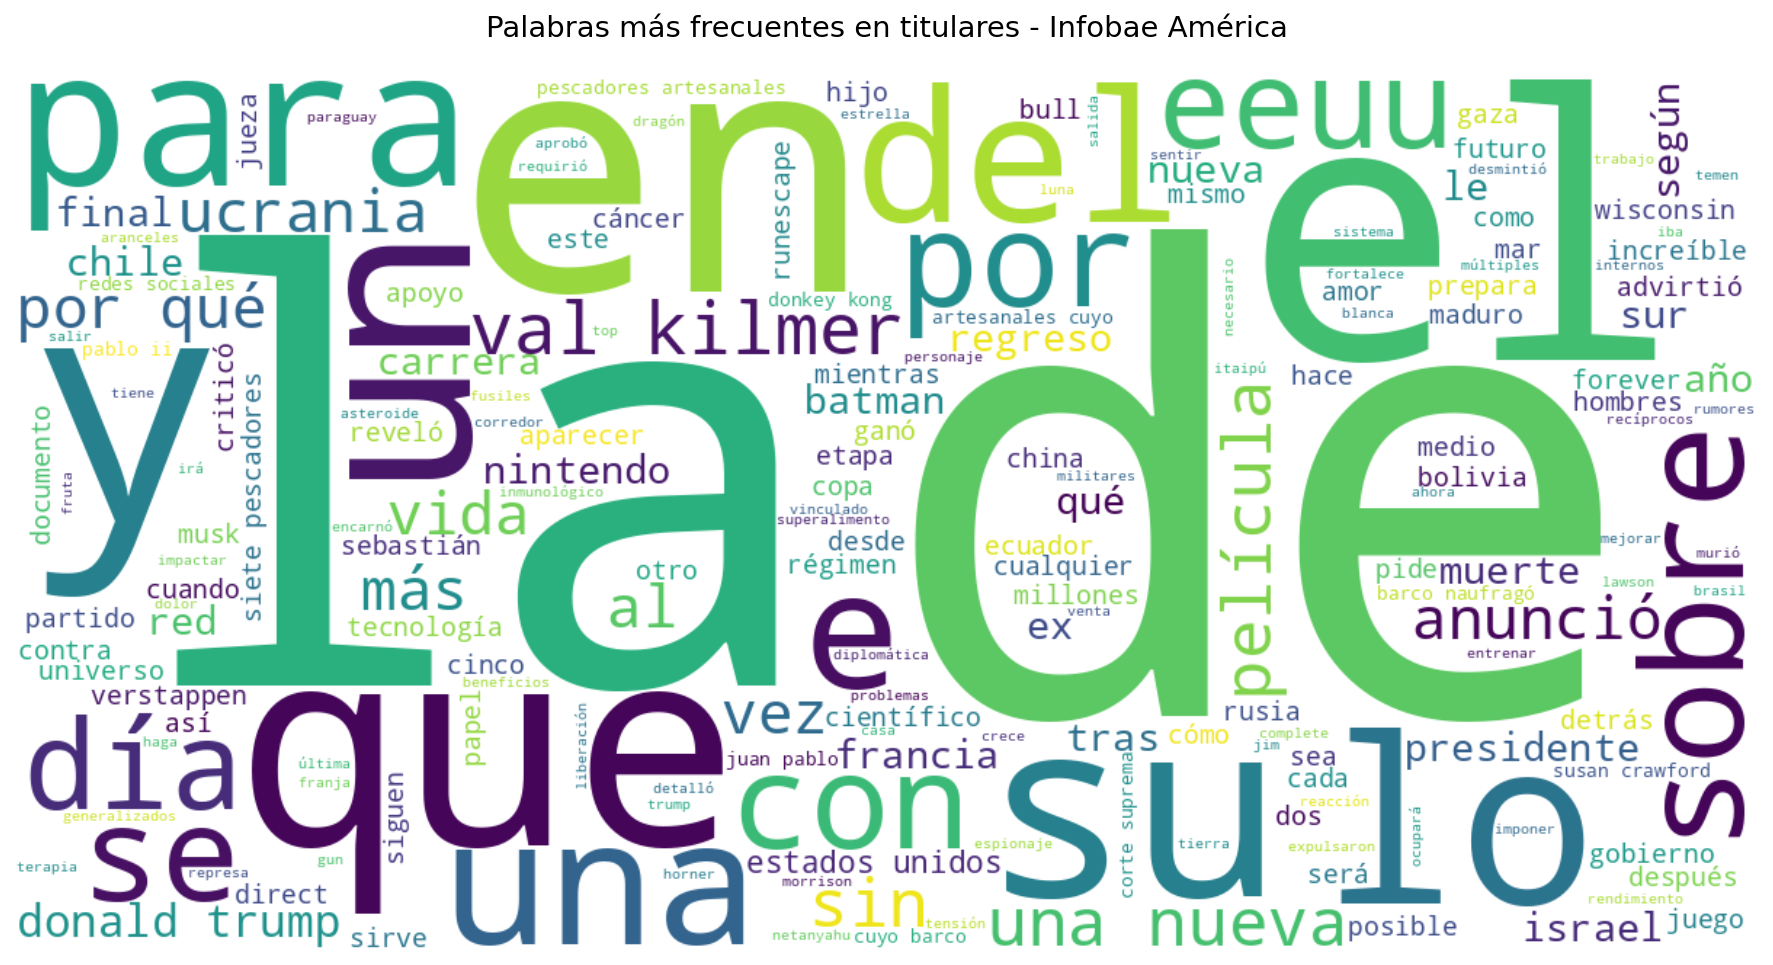 Palabras más frecuentes en titulares - Infobae América
para
jueza
paraguay
pescadores artesanales
dragón
aprobó
requirió
en
hijo
estrella
del
bull
salida
eeuu
sentir
nueva
mismo
gaza
futuro
desmintió
le
como
el
trabajo
temen
según
final
ucrania
cáncer
este
runescape
luna
wisconsin
aranceles
chile
redes sociales
por qué
salir
pablo ii
un
apoyo
val kilmer
top
donkey kong
por
artesanales cuyo
regreso
necesario
sistema
fortalece
amor
blanca
mar
múltiples
prepara
maduro
iba
increíble
internos
advirtió
sur
y
la
de
tiene
criticó
documento
fruta
irá
siete pescadores
musk
impactar
cuando
dolor
partido
red
contra
universo
carrera
asteroide
reveló
fusiles
corredor
aparecer
nintendo
vida
inmunológico
encarnó
sebastián
más
tecnología
otro
al
cinco
personaje
mientras
batman
ganó
etapa
copa
vinculado
superalimento
desde
régimen
e
diplomática
problemas
china
militares
qué
ecuador
cualquier
millones
ex
venta
itaipú
película
hace
forever
año
hombres
rumores
recíprocos
medio
bolivia
ahora
mejorar
murió
pide
muerte
barco naufragó
lawson
brasil
anunció
entrenar
sobre
verstappen
así
día
haga
que
última
franja
papel
beneficios
liberación
vez
científico
casa
crece
juan pablo
francia
detalló
trump
con
tras
cómo
rusia
jim
complete
sea
cada
reacción
dos
detrás
presidente
susan crawford
generalizados
se
siguen
gun
terapia
represa
direct
donald trump
sirve
una
horner
estados unidos
morrison
sin
tensión
netanyahu
cuyo barco
espionaje
su
corte suprema
tierra
expulsaron
será
ocupará
lo
imponer
gobierno
después
rendimiento
una nueva
posible
israel
juego